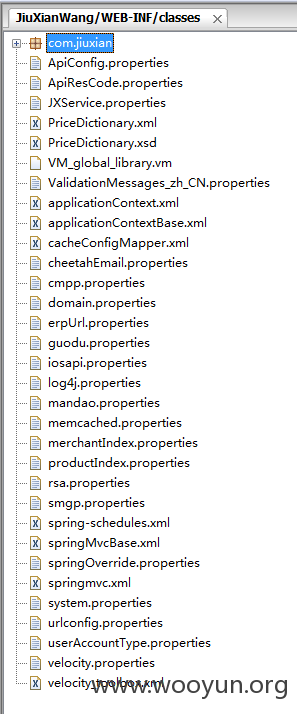 JiuXianWang/WEB-INF/classes
com.jiuxian
ApiConfig.properties
ApiResCode.properties
JXService.properties
PriceDictionary.xml
PriceDictionary.xsd
VM_global_library.vm
ValidationMessages_zh_CN.properties
applicationContext.xml
applicationContextBase.xml
cacheConfigMapper.xml
cheetahEmail.properties
cmpp.properties
domain.properties
erpUrl.properties
guodu.properties
iosapi.properties
log4j.properties
mandao.properties
memcached.properties
merchantIndex.properties
productIndex.properties
rsa.properties
smgp.properties
spring-schedules.xml
springMvcBase.xml
springOverride.properties
springmvc.xml
system.properties
urlconfig.properties
userAccountType.properties
velocity.properties
velocity_toolbox.xml
www.wooyun.org